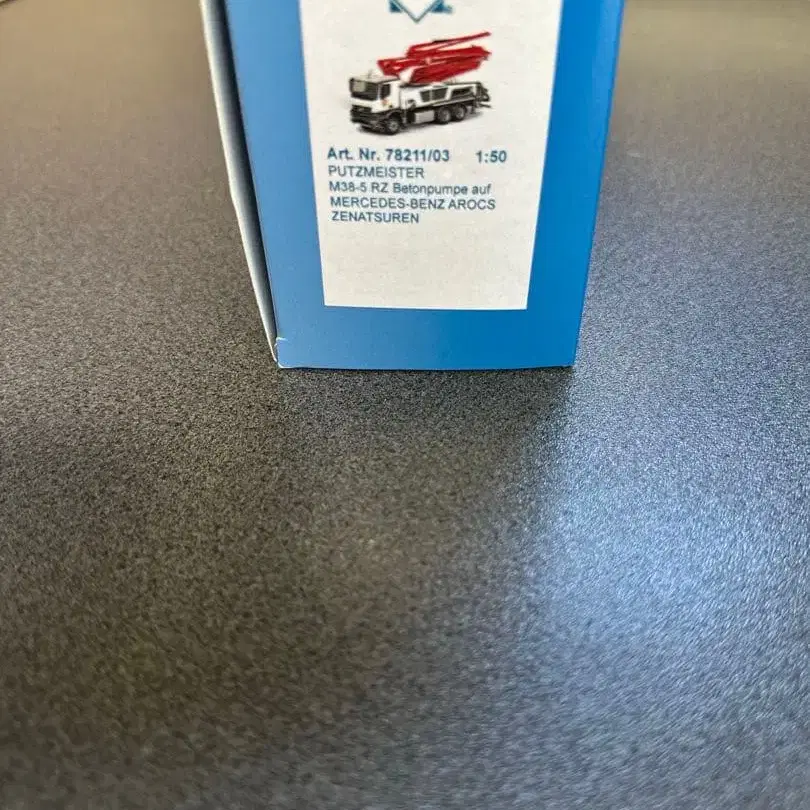 Art. Nr. 78211/03 1:50
PUTZMEISTER
M38-5 RZ Betonpumpe auf
MERCEDES-BENZ AROCS
ZENATSUREN